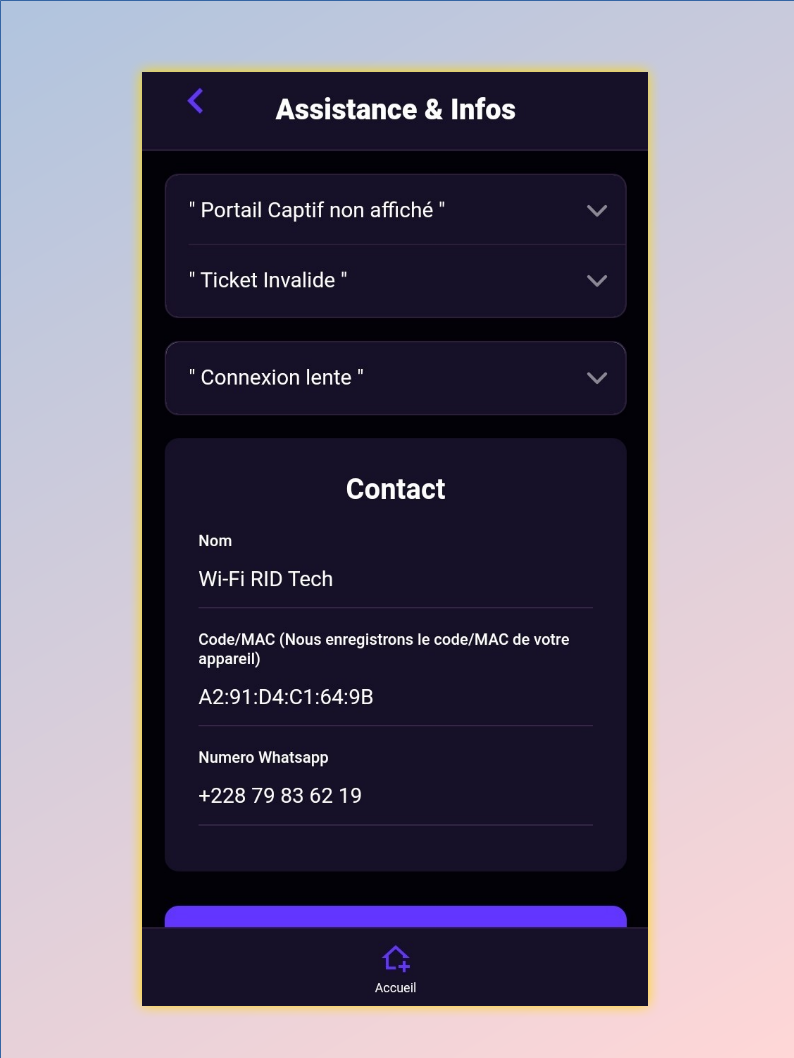 Assistance & Infos
" Portail Captif non affiché "
" Ticket Invalide "
" Connexion lente "
Contact
Nom
Wi-Fi RID Tech
Code/MAC (Nous enregistrons le code/MAC de votre
appareil)
A2:91:D4:C1:64:9B
Numero Whatsapp
+228 79 83 62 19
Accueil